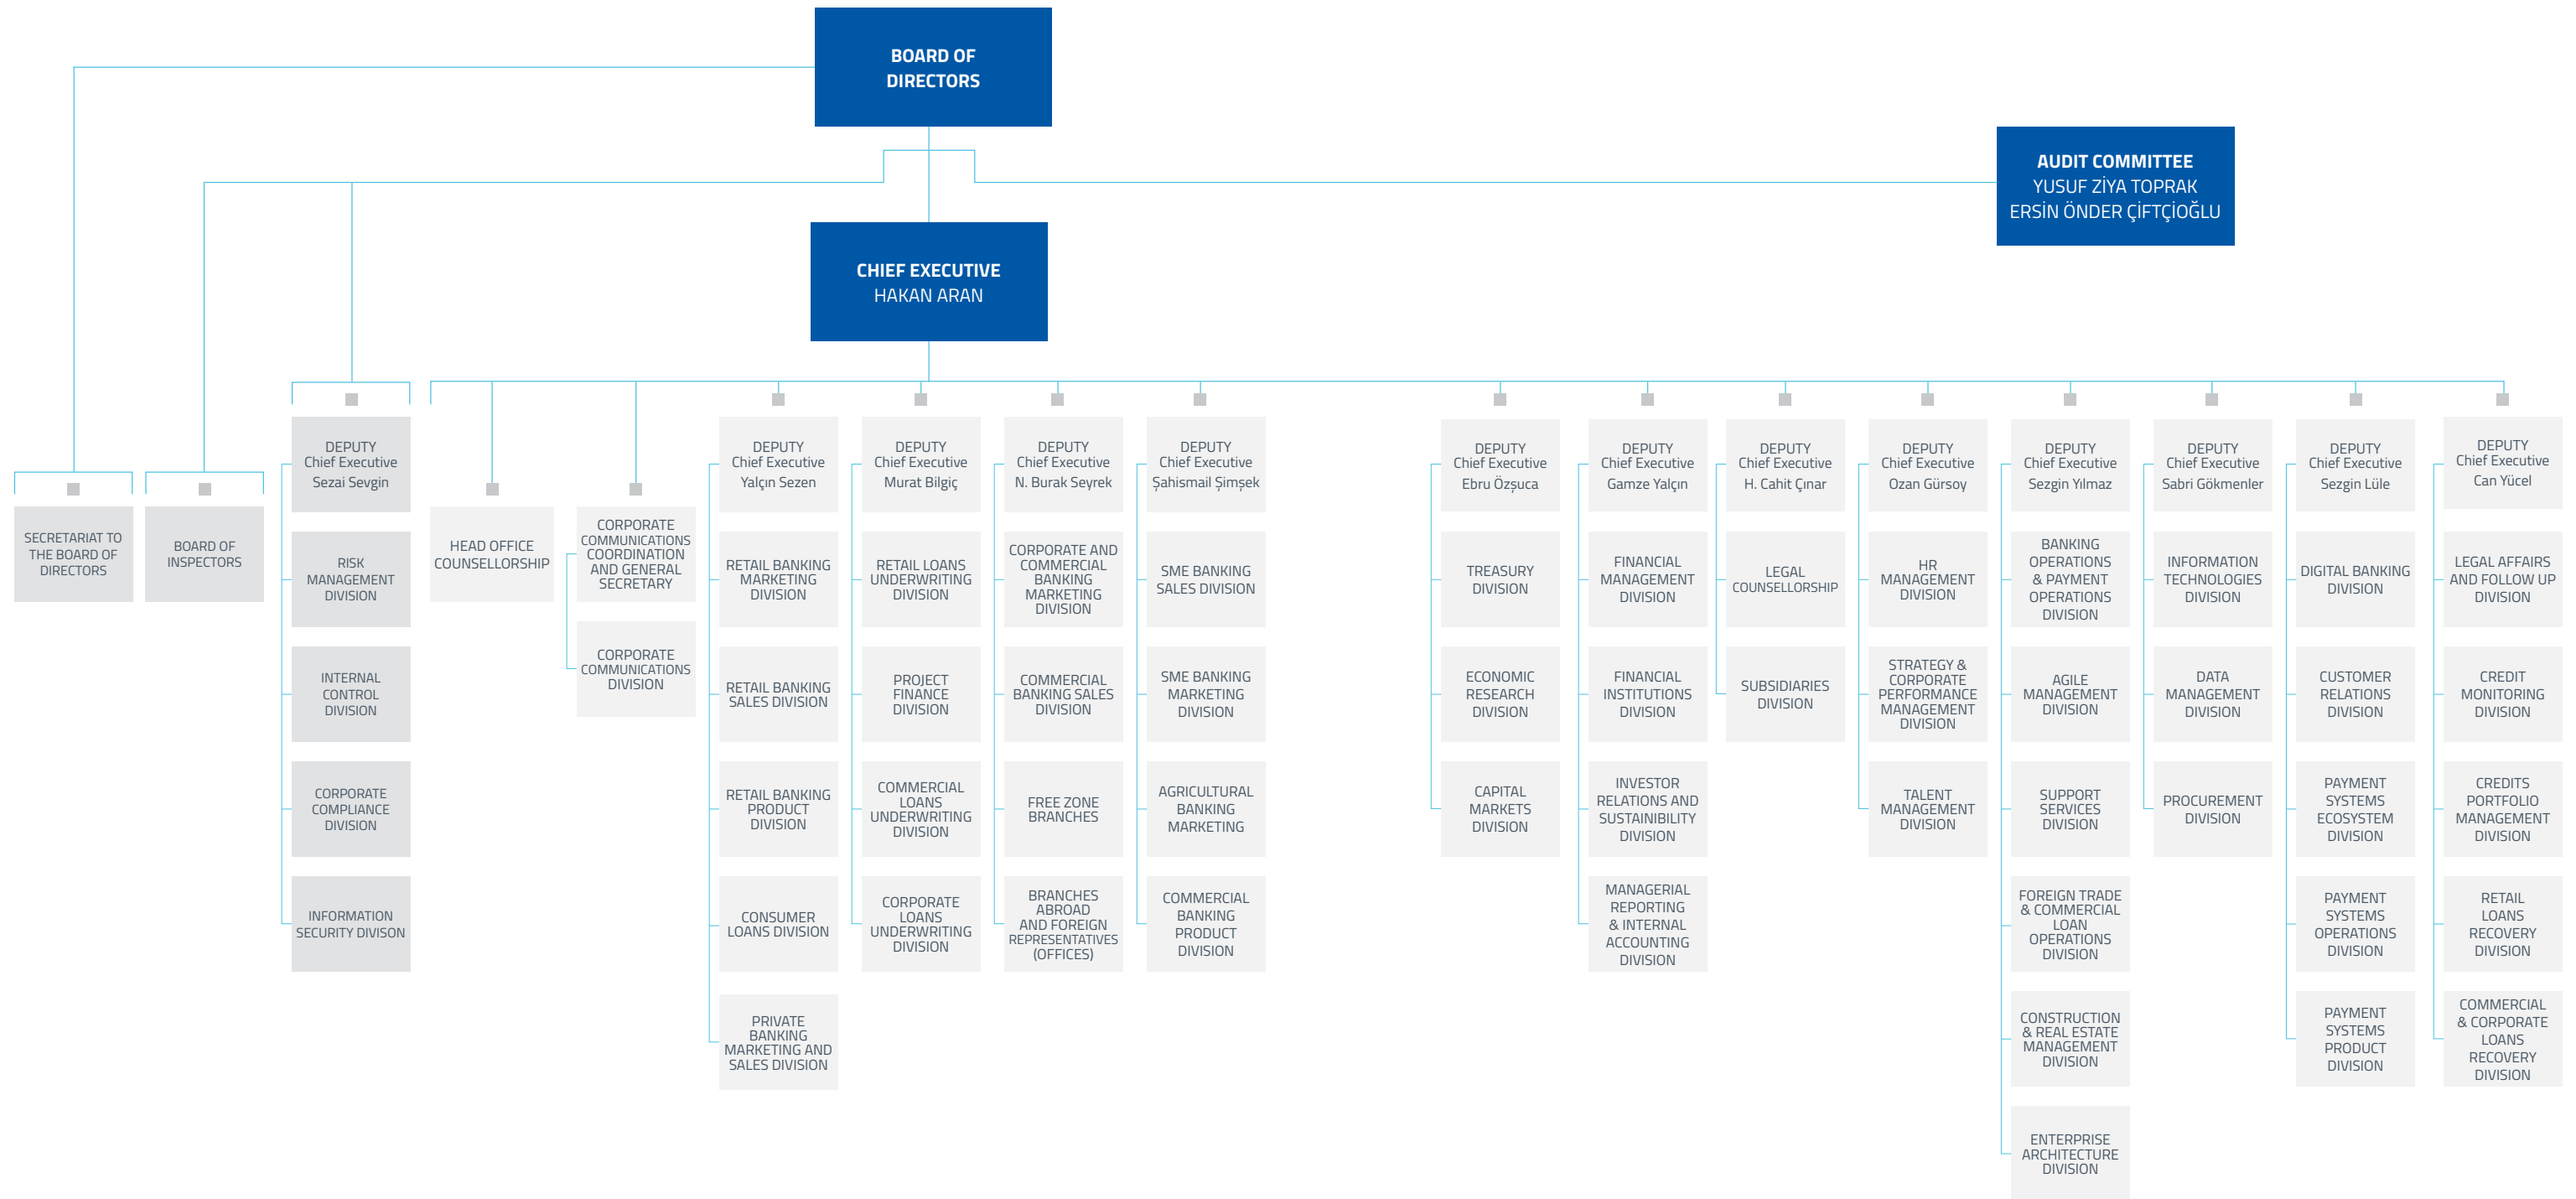 BOARD OF
DIRECTORS
AUDIT COMMITTEE
YUSUF ZİYA TOPRAK
ERSİN ÖNDER ÇİFTÇİOĞLU
CHIEF EXECUTIVE
HAKAN ARAN
SECRETARIAT TO
THE BOARD OF
DIRECTORS
BOARD OF
INSPECTORS
DEPUTY
Chief Executive
Sezai Sevgin
RISK
MANAGEMENT
DIVISION
INTERNAL
CONTROL
DIVISION
CORPORATE
COMPLIANCE
DIVISION
INFORMATION
SECURITY DIVISON
HEAD OFFICE
COUNSELLORSHIP
CORPORATE
COMMUNICATIONS
COORDINATION
AND GENERAL
SECRETARY
CORPORATE
COMMUNICATIONS
DIVISION
DEPUTY
Chief Executive
Yalçın Sezen
RETAIL BANKING
MARKETING
DIVISION
RETAIL BANKING
SALES DIVISION
RETAIL BANKING
PRODUCT
DIVISION
CONSUMER
LOANS DIVISION
PRIVATE
BANKING
MARKETING AND
SALES DIVISION
DEPUTY
Chief Executive
Murat Bilgiç
RETAIL LOANS
UNDERWRITING
DIVISION
PROJECT
FINANCE
DIVISION
COMMERCIAL
LOANS
UNDERWRITING
DIVISION
CORPORATE
LOANS
UNDERWRITING
DIVISION
DEPUTY
Chief Executive
N. Burak Seyrek
CORPORATE AND
COMMERCIAL
BANKING
MARKETING
DIVISION
COMMERCIAL
BANKING SALES
DIVISION
FREE ZONE
BRANCHES
BRANCHES
ABROAD
AND FOREIGN
REPRESENTATIVES
(OFFICES)
DEPUTY
Chief Executive
Şahismail Şimşek
SME BANKING
SALES DIVISION
SME BANKING
MARKETING
DIVISION
AGRICULTURAL
BANKING
MARKETING
COMMERCIAL
BANKING
PRODUCT
DIVISION
DEPUTY
Chief Executive
Ebru Özşuca
TREASURY
DIVISION
ECONOMIC
RESEARCH
DIVISION
CAPITAL
MARKETS
DIVISION
DEPUTY
Chief Executive
Gamze Yalçın
FINANCIAL
MANAGEMENT
DIVISION
FINANCIAL
INSTITUTIONS
DIVISION
INVESTOR
RELATIONS AND
SUSTAINIBILITY
DIVISION
MANAGERIAL
REPORTING
& INTERNAL
ACCOUNTING
DIVISION
DEPUTY
Chief Executive
H. Cahit Çınar
LEGAL
COUNSELLORSHIP
SUBSIDIARIES
DIVISION
DEPUTY
Chief Executive
Ozan Gürsoy
HR
MANAGEMENT
DIVISION
STRATEGY &
CORPORATE
PERFORMANCE
MANAGEMENT
DIVISION
TALENT
MANAGEMENT
DIVISION
DEPUTY
Chief Executive
Sezgin Yılmaz
BANKING
OPERATIONS
& PAYMENT
OPERATIONS
DIVISION
AGILE
MANAGEMENT
DIVISION
SUPPORT
SERVICES
DIVISION
FOREIGN TRADE
& COMMERCIAL
LOAN
OPERATIONS
DIVISION
CONSTRUCTION
& REAL ESTATE
MANAGEMENT
DIVISION
ENTERPRISE
ARCHITECTURE
DIVISION
DEPUTY
Chief Executive
Sabri Gökmenler
INFORMATION
TECHNOLOGIES
DIVISION
DATA
MANAGEMENT
DIVISION
PROCUREMENT
DIVISION
DEPUTY
Chief Executive
Sezgin Lüle
DIGITAL BANKING
DIVISION
CUSTOMER
RELATIONS
DIVISION
PAYMENT
SYSTEMS
ECOSYSTEM
DIVISION
PAYMENT
SYSTEMS
OPERATIONS
DIVISION
PAYMENT
SYSTEMS
PRODUCT
DIVISION
DEPUTY
Chief Executive
Can Yücel
LEGAL AFFAIRS
AND FOLLOW UP
DIVISION
CREDIT
MONITORING
DIVISION
CREDITS
PORTFOLIO
MANAGEMENT
DIVISION
RETAIL
LOANS
RECOVERY
DIVISION
COMMERCIAL
& CORPORATE
LOANS
RECOVERY
DIVISION